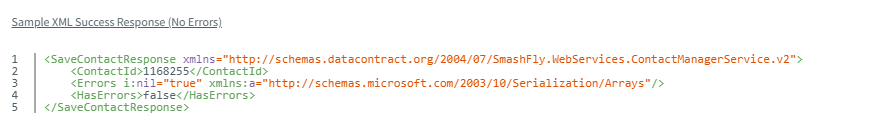 Sample XML Success Response (No Errors)
1 <SaveContactResponse xmlns="http://schemas.datacontract.org/2004/07/SmashFly.WebServices.ContactManagerService.v2">
2     <ContactId>1168255</ContactId>
3     <Errors i:nil="true" xmlns:a="http://schemas.microsoft.com/2003/10/Serialization/Arrays"/>
4     <HasErrors>false</HasErrors>
5 </SaveContactResponse>